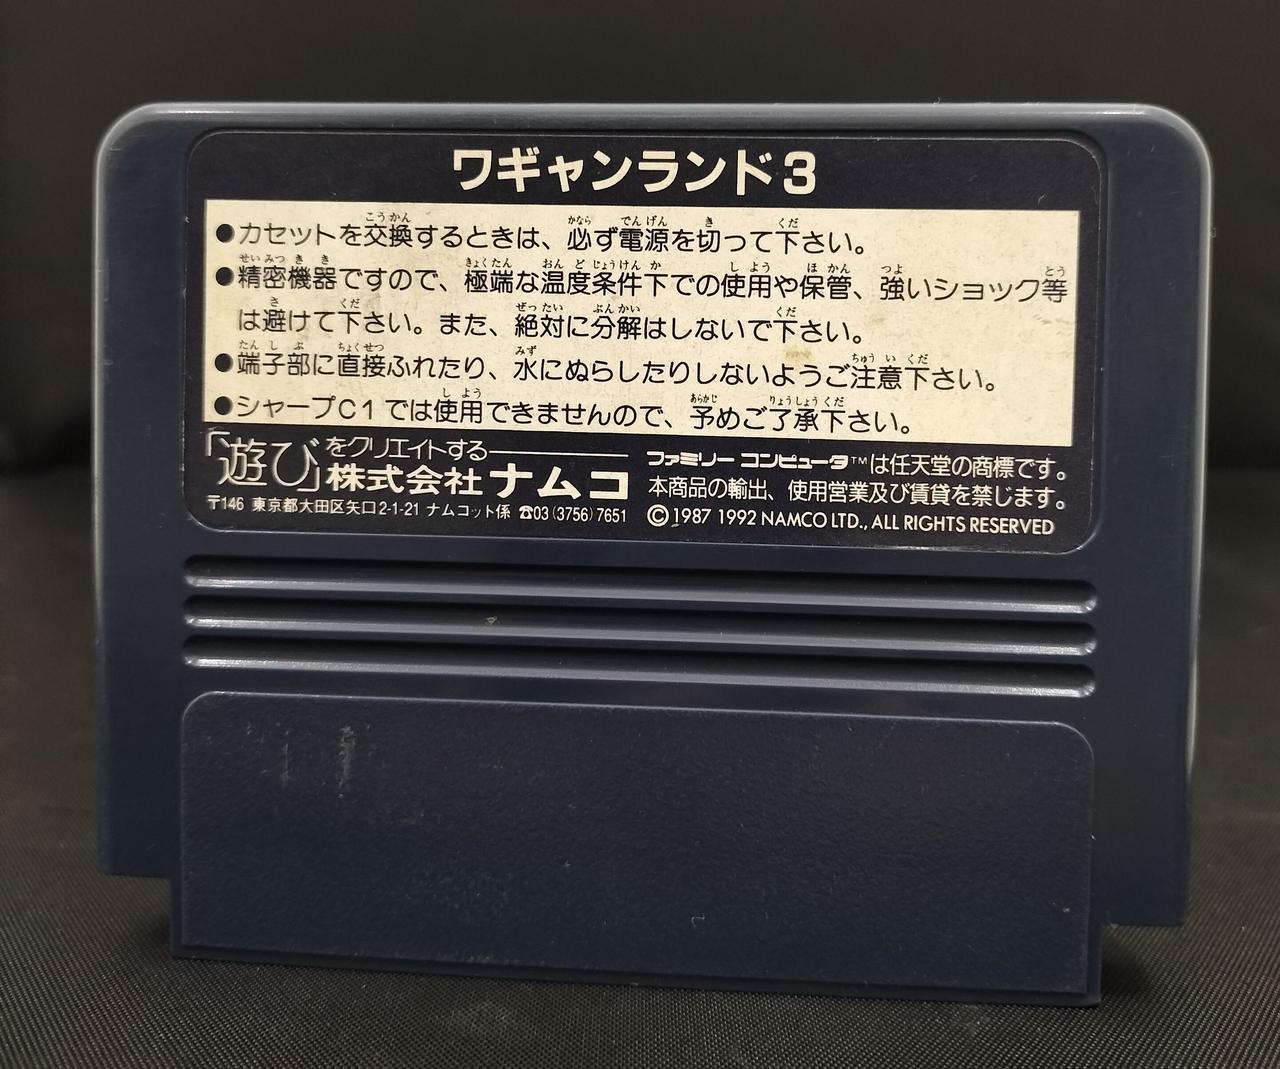 ワギャンランド3
●カセットを交換するときは、必ず電源を切って下さい。
●精密機器ですので、極端な温度条件下での使用や保管、強いショック等
は避けて下さい。また、絶対に分解はしないで下さい。
●端子部に直接ふれたり、水にぬらしたりしないようご注意下さい。
●シャープC1では使用できませんので、予めご了承下さい。
「遊び」をクリエイトする
株式会社ナムコ
〒146 東京都大田区矢口2-1-21 ナムコット係 ☎03(3756)7651
ファミリーコンピュータ™は任天堂の商標です。
本商品の輸出、使用営業及び賃貸を禁じます。
©1987 1992 NAMCO LTD., ALL RIGHTS RESERVED